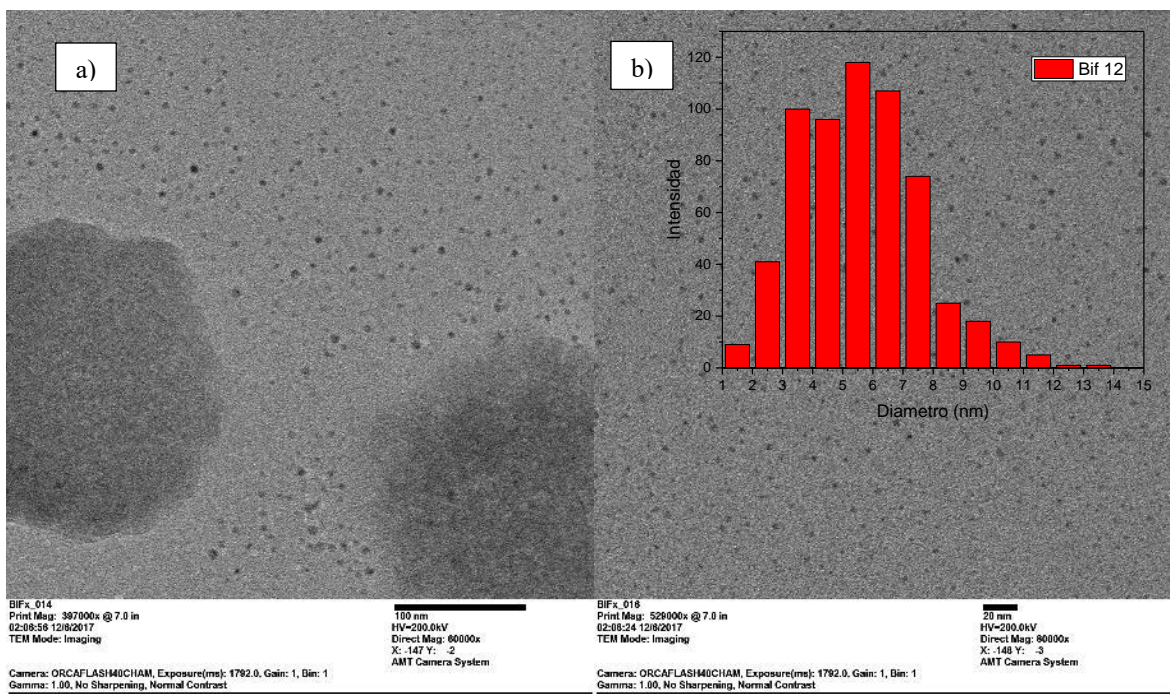 a)
b)
Intensidad
120
100
80
60
40
20
0
Bif 12
1 2 3 4 5 6 7 8 9 10 11 12 13 14 15
Diametro (nm)
BIFx_014
Print Mag: 397000x @ 7.0 in
02:06:56 12/6/2017
TEM Mode: Imaging
Camera: ORCAFLASH40CHAM, Exposure(ms): 1792.0, Gain: 1, Bin: 1
Gamma: 1.00, No Sharpening, Normal Contrast
100 nm
HV=200.0kV
Direct Mag: 60000x
X: -147 Y: -2
AMT Camera System
BIFx_016
Print Mag: 529000x @ 7.0 in
02:08:24 12/6/2017
TEM Mode: Imaging
Camera: ORCAFLASH40CHAM, Exposure(ms): 1792.0, Gain: 1, Bin: 1
Gamma: 1.00, No Sharpening, Normal Contrast
20 nm
HV=200.0kV
Direct Mag: 80000x
X: -148 Y: -3
AMT Camera System